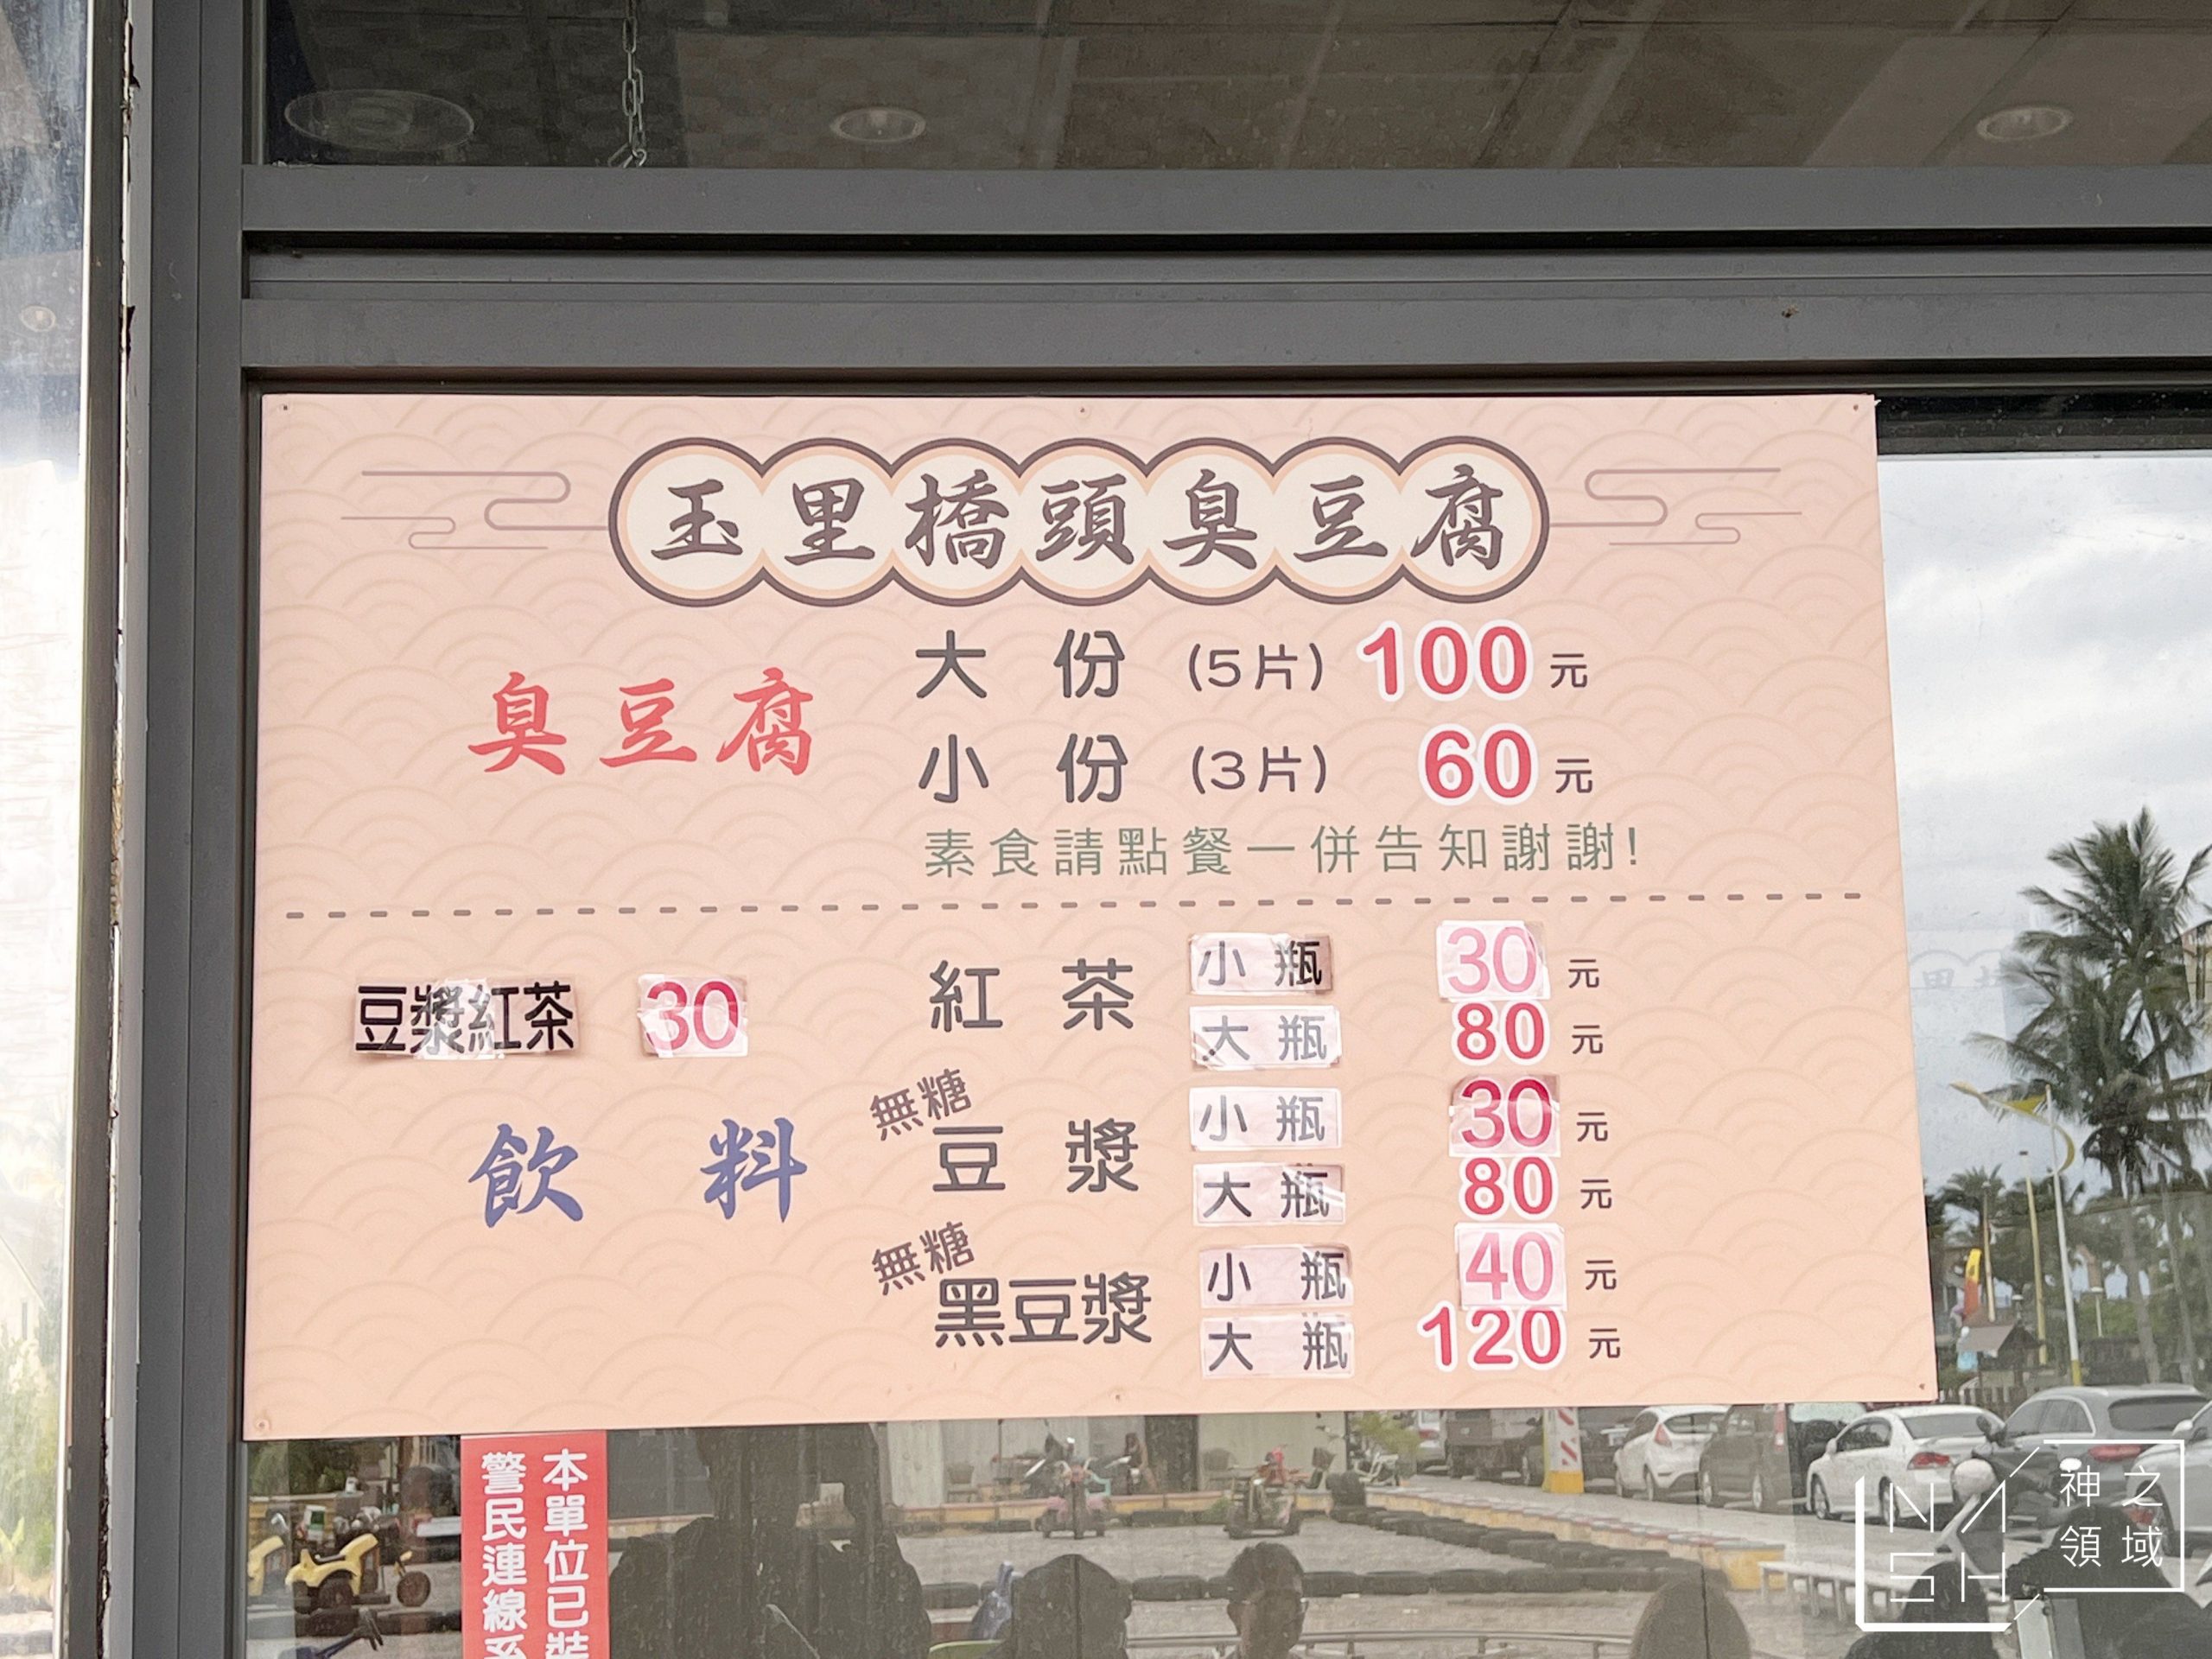 玉里橋頭臭豆腐
臭豆腐
大份 (5片) 100元
小份 (3片) 60元
素食請點餐一併告知謝謝!
豆漿紅茶 30
飲料
紅茶
小瓶 30元
大瓶 80元
無糖
豆漿
小瓶 30元
大瓶 80元
無糖
黑豆漿
小瓶 40元
大瓶 120元
本單位已裝
警民連線系
NASH
神之
領域